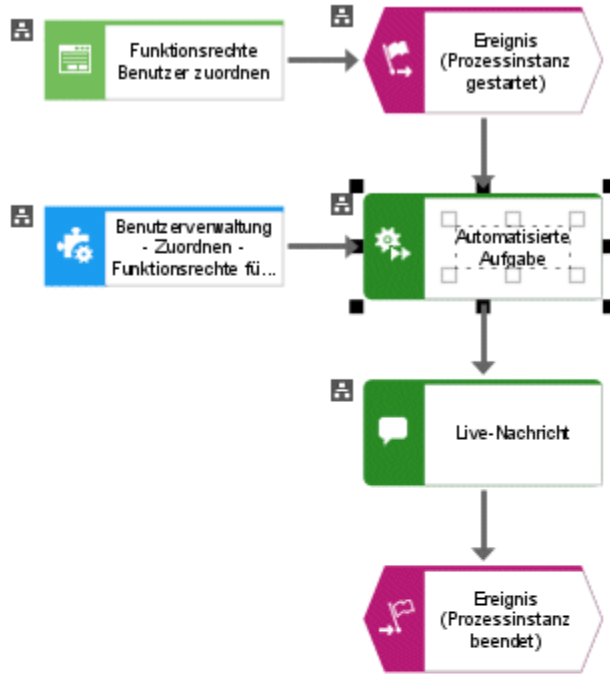 Funktionsrechte
Benutzer zuordnen
Ereignis
(Prozessinstanz
gestartet)
Benutzerverwaltung
- Zuordnen -
Funktionsrechte fü...
Automatisierte
Aufgabe
Live-Nachricht
Ereignis
(Prozessinstanz
beendet)